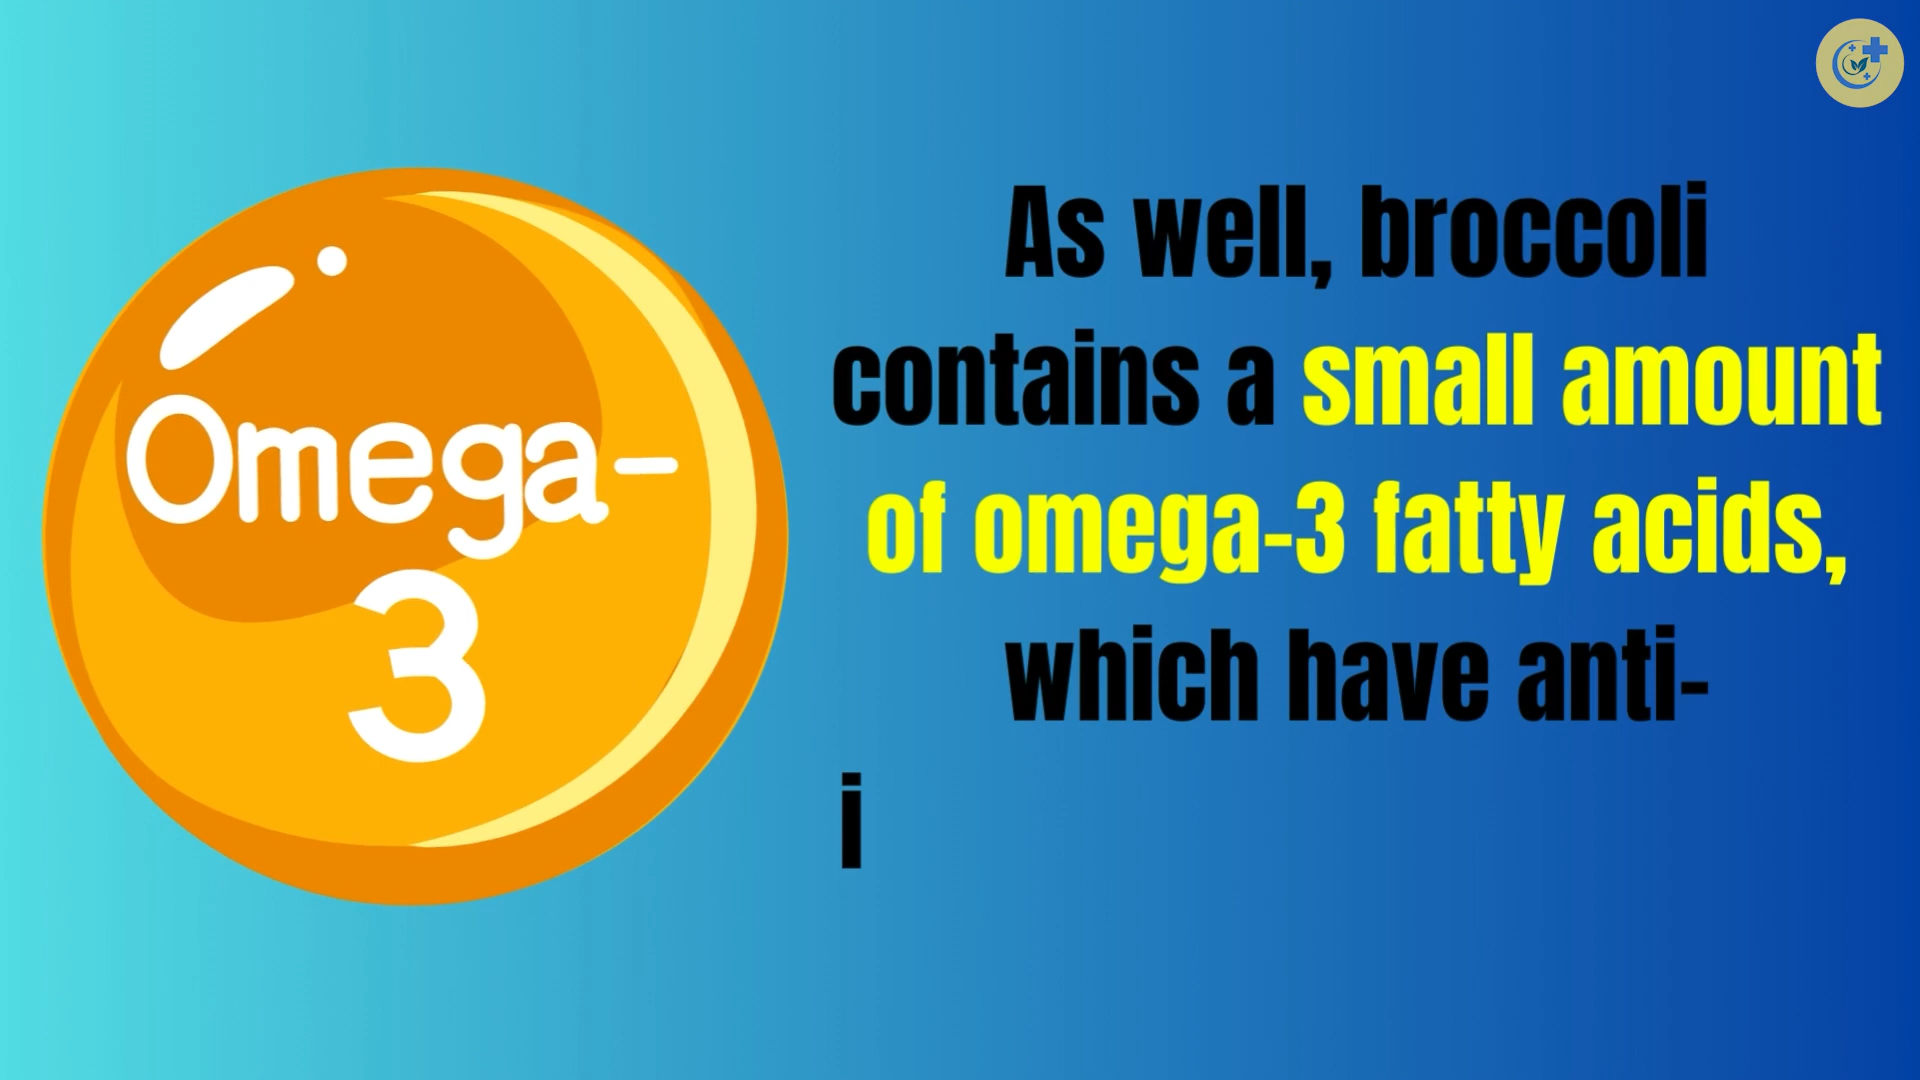 Omega-
3
As well, broccoli
contains a small amount
of omega-3 fatty acids,
which have anti-
i